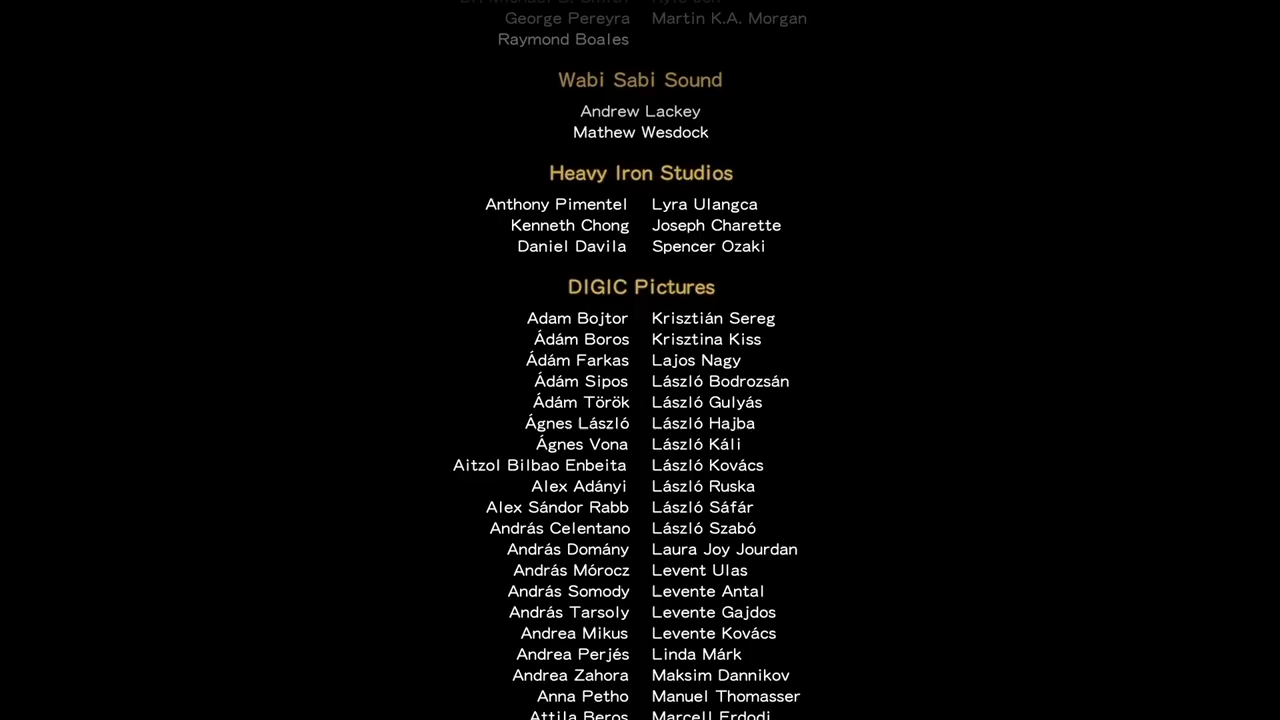 George Pereyra Martin K.A. Morgan
Raymond Boales
Wabi Sabi Sound
Andrew Lackey
Mathew Wesdock
Heavy Iron Studios
Anthony Pimentel Lyra Ulangca
Kenneth Chong Joseph Charette
Daniel Davila Spencer Ozaki
DIGIC Pictures
Adam Bojtor Krisztián Sereg
Ádám Boros Krisztina Kiss
Ádám Farkas Lajos Nagy
Ádám Sipos László Bodrozsán
Ádám Török László Gulyás
Ágnes László László Hajba
Ágnes Vona László Káli
Aitzol Bilbao Enbeita László Kovács
Alex Adányi László Ruska
Alex Sándor Rabb László Sáfár
András Celentano László Szabó
András Domány Laura Joy Jourdan
András Mórocz Levent Ulas
András Somody Levente Antal
András Tarsoly Levente Gajdos
Andrea Mikus Levente Kovács
Andrea Perjés Linda Márk
Andrea Zahora Maksim Dannikov
Anna Petho Manuel Thomasser
Attila Beros Marcell Erdodi